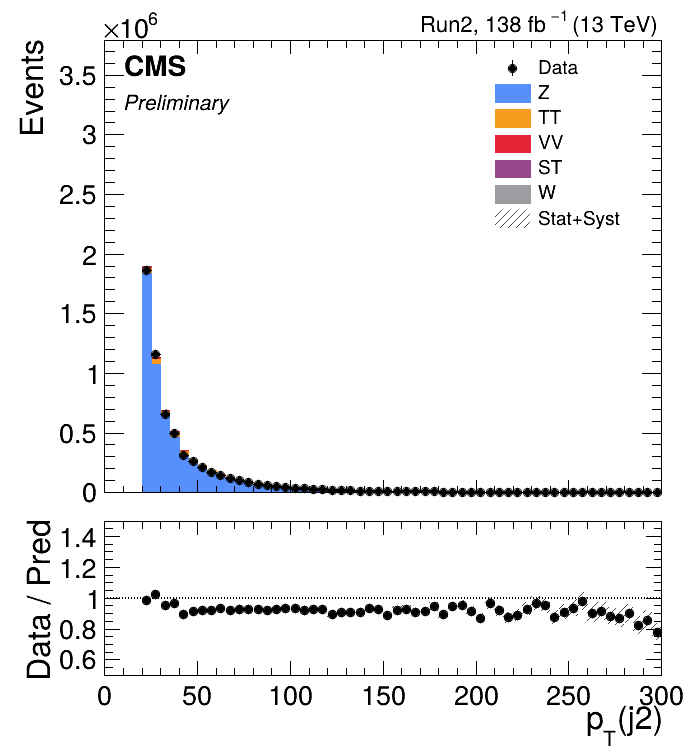 ×10⁶
Run2, 138 fb⁻¹ (13 TeV)
CMS
Preliminary
Events
3.5
3
2.5
2
1.5
1
0.5
0
Data
Z
TT
VV
ST
W
Stat+Syst
Data / Pred
1.4
1.2
1
0.8
0.6
0 50 100 150 200 250 300
p_T(j2)